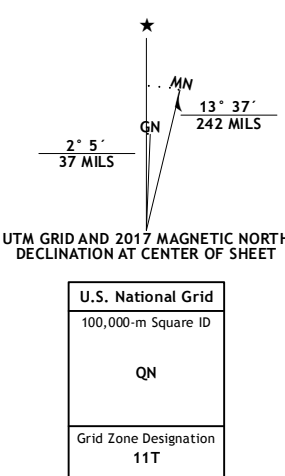 ★
MN
13° 37´
242 MILS
GN
2° 5´
37 MILS
UTM GRID AND 2017 MAGNETIC NORTH
DECLINATION AT CENTER OF SHEET
U.S. National Grid
100,000-m Square ID
QN
Grid Zone Designation
11T